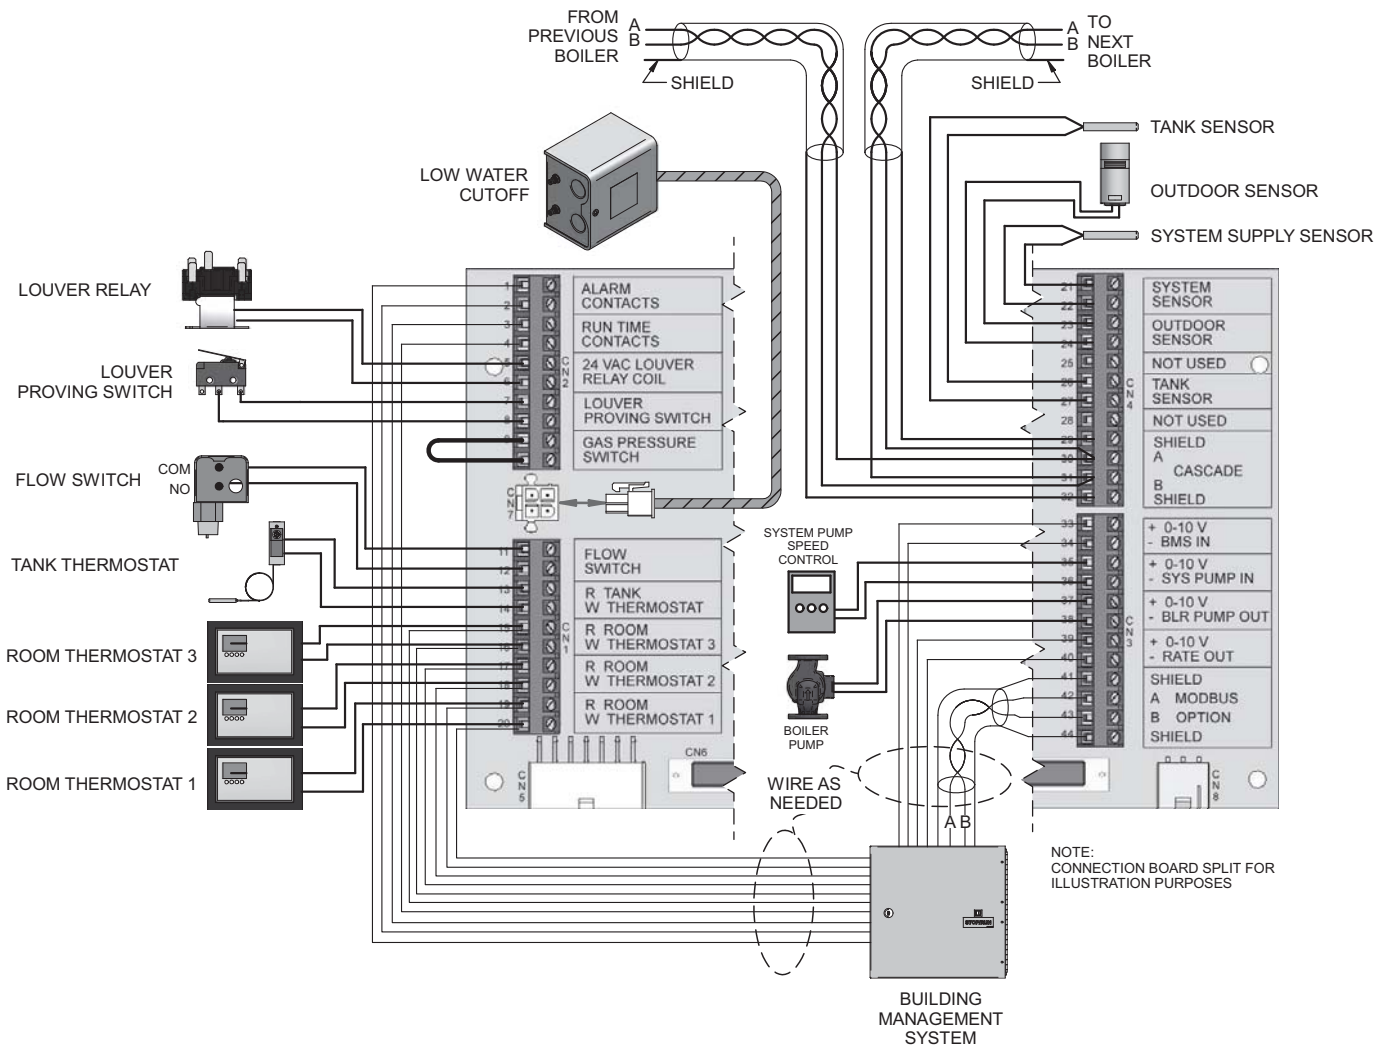 FROM
PREVIOUS
BOILER
A
B
SHIELD
A
B
TO
NEXT
BOILER
SHIELD
TANK SENSOR
OUTDOOR SENSOR
SYSTEM SUPPLY SENSOR
LOW WATER
CUTOFF
LOUVER RELAY
LOUVER
PROVING SWITCH
FLOW SWITCH
COM
NO
TANK THERMOSTAT
ROOM THERMOSTAT 3
ROOM THERMOSTAT 2
ROOM THERMOSTAT 1
1
2
3
4
5
6
7
8
9
CN2
ALARM
CONTACTS
RUN TIME
CONTACTS
24 VAC LOUVER
RELAY COIL
LOUVER
PROVING SWITCH
GAS PRESSURE
SWITCH
CN7
11
12
13
14
15
16
17
18
19
20
CN1
FLOW
SWITCH
R TANK
W THERMOSTAT
R ROOM
W THERMOSTAT 3
R ROOM
W THERMOSTAT 2
R ROOM
W THERMOSTAT 1
CN5
CN6
SYSTEM PUMP
SPEED
CONTROL
BOILER
PUMP
21
22
23
24
25
26
27
28
29
30
31
32
CN4
SYSTEM
SENSOR
OUTDOOR
SENSOR
NOT USED
TANK
SENSOR
NOT USED
SHIELD
A
CASCADE
B
SHIELD
33
34
35
36
37
38
39
40
41
42
43
44
CN3
+ 0-10 V
- BMS IN
+ 0-10 V
- SYS PUMP IN
+ 0-10 V
- BLR PUMP OUT
+ 0-10 V
- RATE OUT
SHIELD
A MODBUS
B OPTION
SHIELD
CN8
WIRE AS
NEEDED
A B
NOTE:
CONNECTION BOARD SPLIT FOR
ILLUSTRATION PURPOSES
BUILDING
MANAGEMENT
SYSTEM